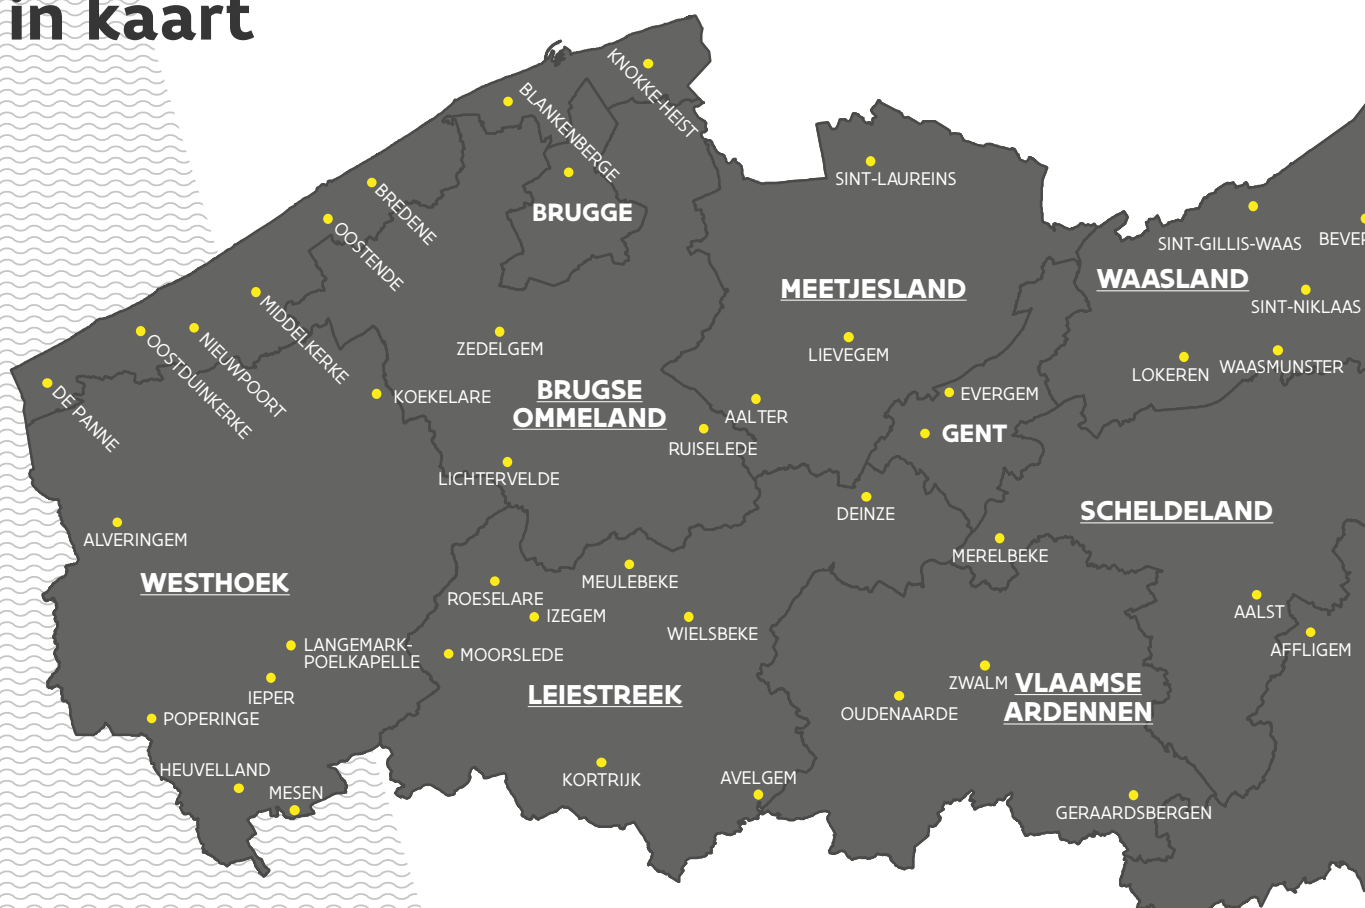 in kaart
KNOKKE-HEIST
BLANKENBERGE
BRUGGE
BREDENE
OOSTENDE
MIDDELKERKE
NIEUWPOORT
OOSTDUINKERKE
DE PANNE
SINT-LAUREINS
SINT-GILLIS-WAAS
BEVER
MEETJESLAND
WAASLAND
SINT-NIKLAAS
ZEDELGEM
LIEVEGEM
LOKEREN
WAASMUNSTER
KOEKELARE
BRUGSE
OMMELAND
AALTER
EVERGEM
GENT
RUISELEDE
LICHTERVELDE
DEINZE
SCHELDELAND
ALVERINGEM
MERELBEKE
WESTHOEK
MEULEBEKE
ROESELARE
IZEGEM
WIELSBEKE
AALST
AFFLIGEM
LANGEMARK-
POELKAPELLE
MOORSLEDE
IEPER
LEIESTREEK
ZWALM
VLAAMSE
ARDENNEN
OUDENAARDE
POPERINGE
HEUVELLAND
MESEN
KORTRIJK
AVELGEM
GERAARDSBERGEN